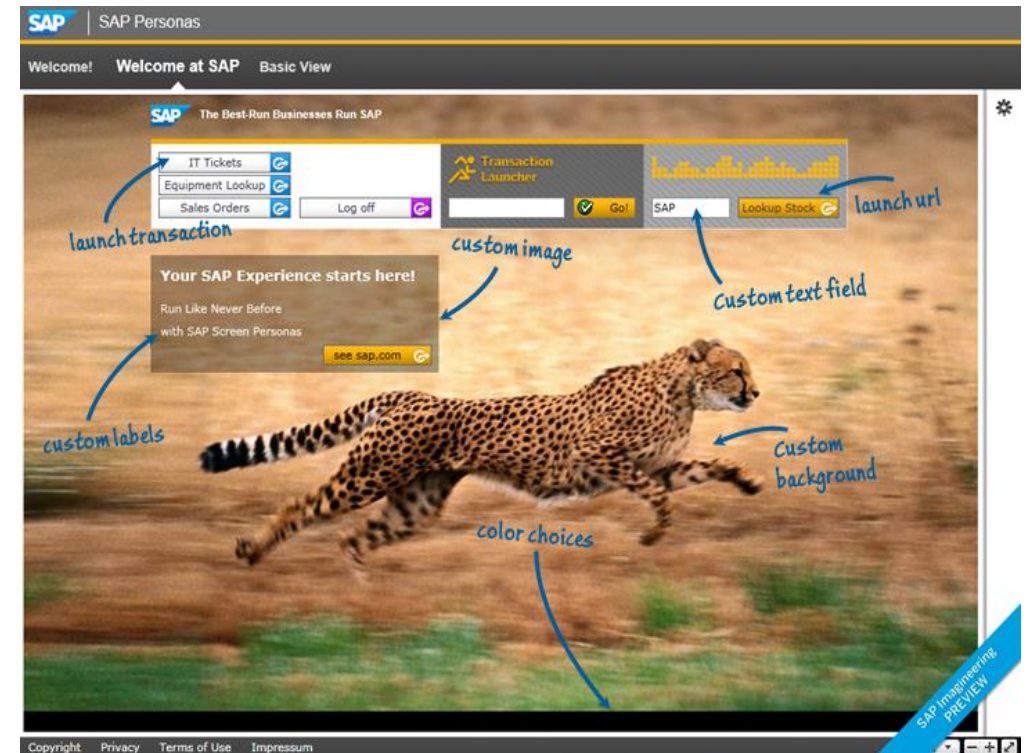 SAP SAP Personas
Welcome! Welcome at SAP Basic View
SAP The Best-Run Businesses Run SAP
IT Tickets
Equipment Lookup
Sales Orders
Log off
Transaction
Launcher
Go!
SAP
Lookup Stock
launch transaction
custom image
launch url
Custom text field
Your SAP Experience starts here!
Run Like Never Before
with SAP Screen Personas
see sap.com
custom labels
Custom
background
color choices
SAP Imagineering
PREVIEW
Copyright Privacy Terms of Use Impressum